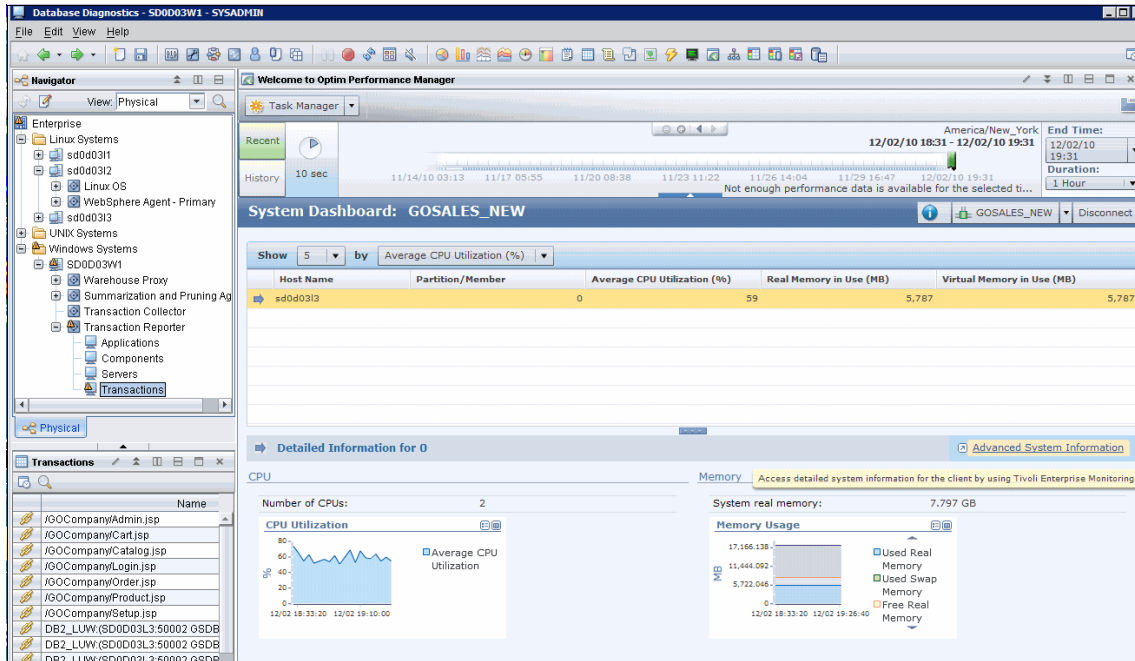 Database Diagnostics - SD0D03W1 - SYSADMIN
File Edit View Help
Navigator
View: Physical
Enterprise
Linux Systems
sd0d03l1
sd0d03l2
Linux OS
WebSphere Agent - Primary
sd0d03l3
UNIX Systems
Windows Systems
SD0D03W1
Warehouse Proxy
Summarization and Pruning Ag
Transaction Collector
Transaction Reporter
Applications
Components
Servers
Transactions
Physical
Transactions
Name
/GOCompany/Admin.jsp
/GOCompany/Cart.jsp
/GOCompany/Catalog.jsp
/GOCompany/Login.jsp
/GOCompany/Order.jsp
/GOCompany/Product.jsp
/GOCompany/Setup.jsp
DB2_LUW:(SD0D03L3:50002 GSDB
DB2_LUW:(SD0D03L3:50002 GSDB
DB2_LUW:(SD0D03L3:50002 GSDB
Welcome to Optim Performance Manager
Task Manager
Recent
History
10 sec
America/New_York
12/02/10 18:31 - 12/02/10 19:31
11/14/10 03:13 11/17 05:55 11/20 08:38 11/23 11:22 11/26 14:04 11/29 16:47 12/02/10 19:31
Not enough performance data is available for the selected ti...
End Time:
12/02/10
19:31
Duration:
1 Hour
System Dashboard: GOSALES_NEW
GOSALES_NEW
Disconnect
Show 5 by Average CPU Utilization (%)
Host Name Partition/Member Average CPU Utilization (%) Real Memory in Use (MB) Virtual Memory in Use (MB)
sd0d03l3 0 59 5,787 5,787
Detailed Information for 0
Advanced System Information
Access detailed system information for the client by using Tivoli Enterprise Monitoring
CPU
Number of CPUs: 2
CPU Utilization
80
60
40
20
0
%
12/02 18:33:20 12/02 19:10:00
Average CPU
Utilization
Memory
System real memory: 7.797 GB
Memory Usage
17,166.138
11,444.092
5,722.046
0
MB
12/02 18:33:20 12/02 19:26:40
Used Real
Memory
Used Swap
Memory
Free Real
Memory